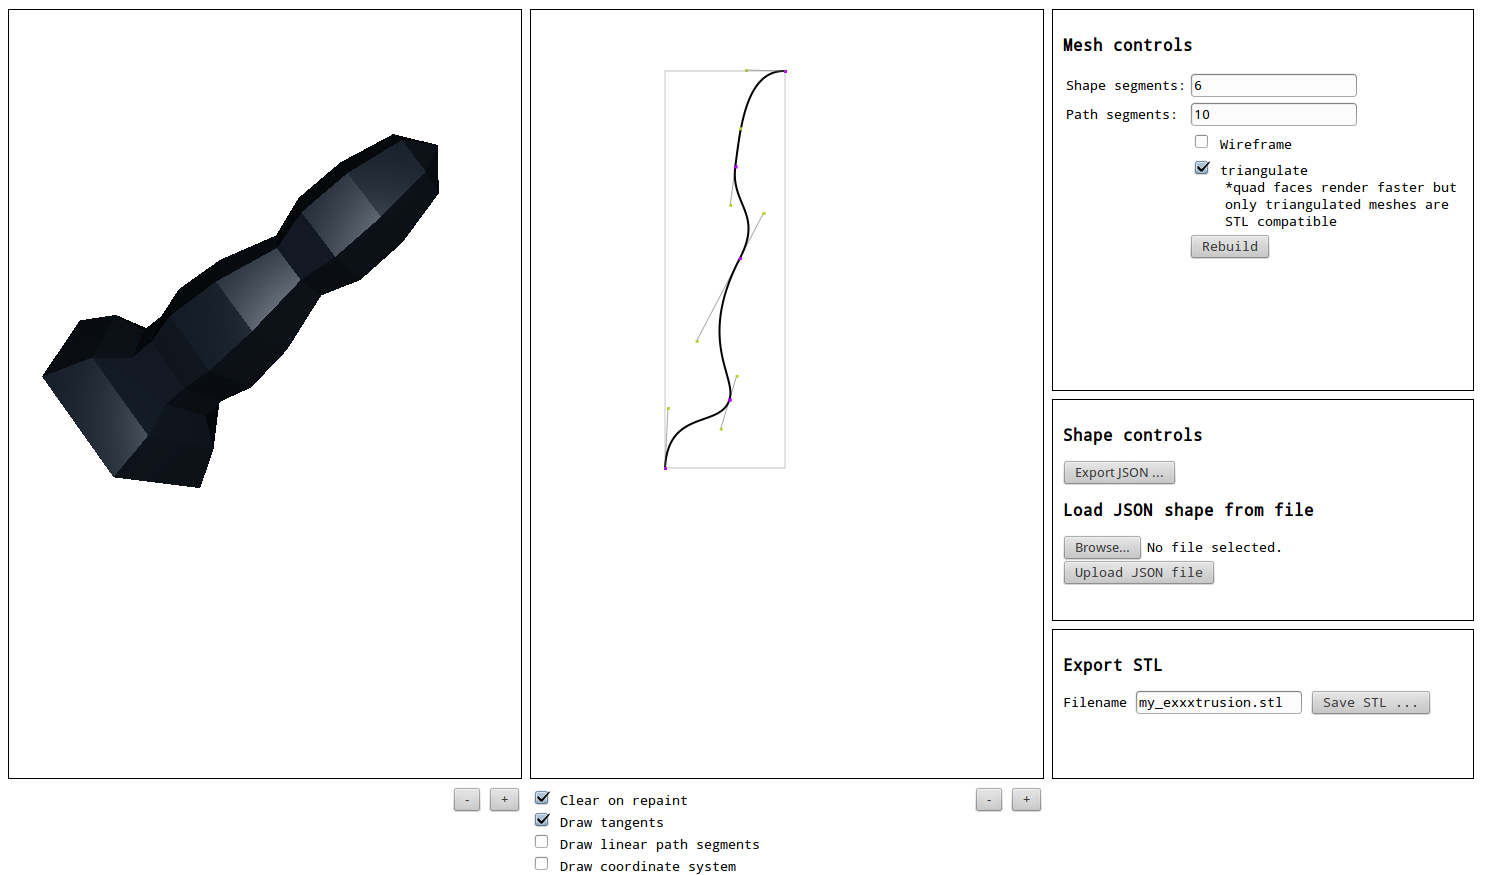 Mesh controls
Shape segments: 6
Path segments: 10
Wireframe
triangulate
*quad faces render faster but
only triangulated meshes are
STL compatible
Rebuild
Shape controls
Export JSON ...
Load JSON shape from file
Browse... No file selected.
Upload JSON file
Export STL
Filename my_exxxtrusion.stl Save STL ...
- +
Clear on repaint - +
Draw tangents
Draw linear path segments
Draw coordinate system